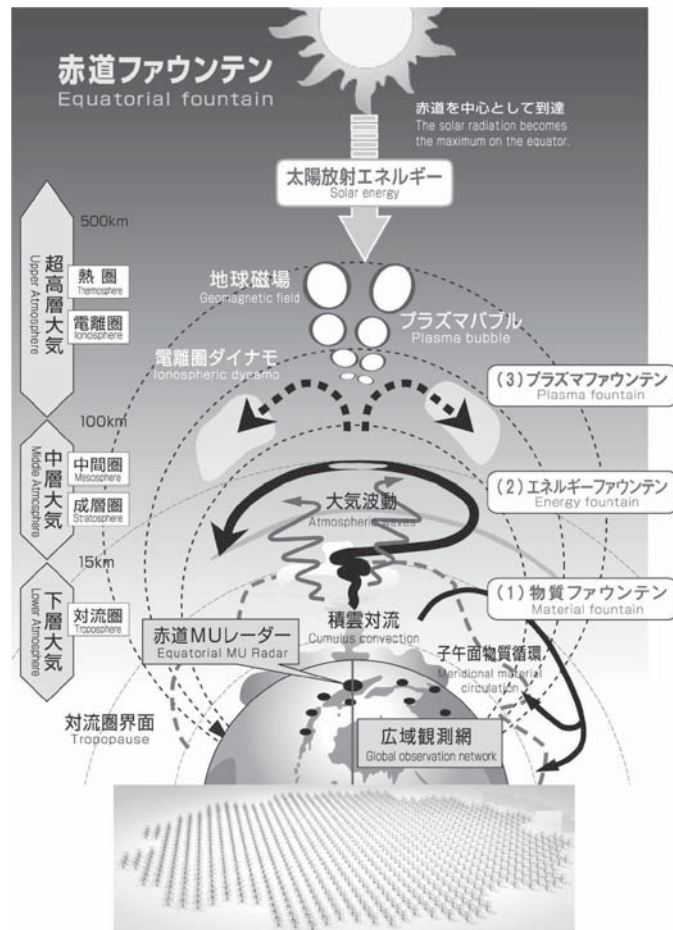 赤道ファウンテン
Equatorial fountain
赤道を中心として到達
The solar radiation becomes
the maximum on the equator.
太陽放射エネルギー
Solar energy
500km
超高層大気
Upper Atmosphere
熱圏
Thermosphere
電離圏
Ionosphere
地球磁場
Geomagnetic field
プラズマバブル
Plasma bubble
電離圏ダイナモ
Ionospheric dynamo
(3)プラズマファウンテン
Plasma fountain
100km
中層大気
Middle Atmosphere
中間圏
Mesosphere
成層圏
Stratosphere
大気波動
Atmospheric waves
(2)エネルギーファウンテン
Energy fountain
15km
下層大気
Lower Atmosphere
対流圏
Troposphere
積雲対流
Cumulus convection
(1)物質ファウンテン
Material fountain
赤道MUレーダー
Equatorial MU Radar
子午面物質循環
Meridional material
circulation
対流圏界面
Tropopause
広域観測網
Global observation network